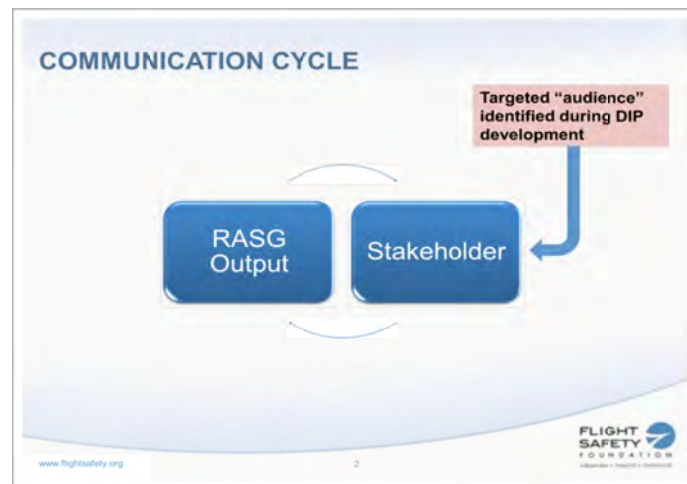 COMMUNICATION CYCLE
Targeted “audience”
identified during DIP
development
RASG
Output
Stakeholder
FLIGHT
SAFETY
FOUNDATION
www.flightsafety.org
2